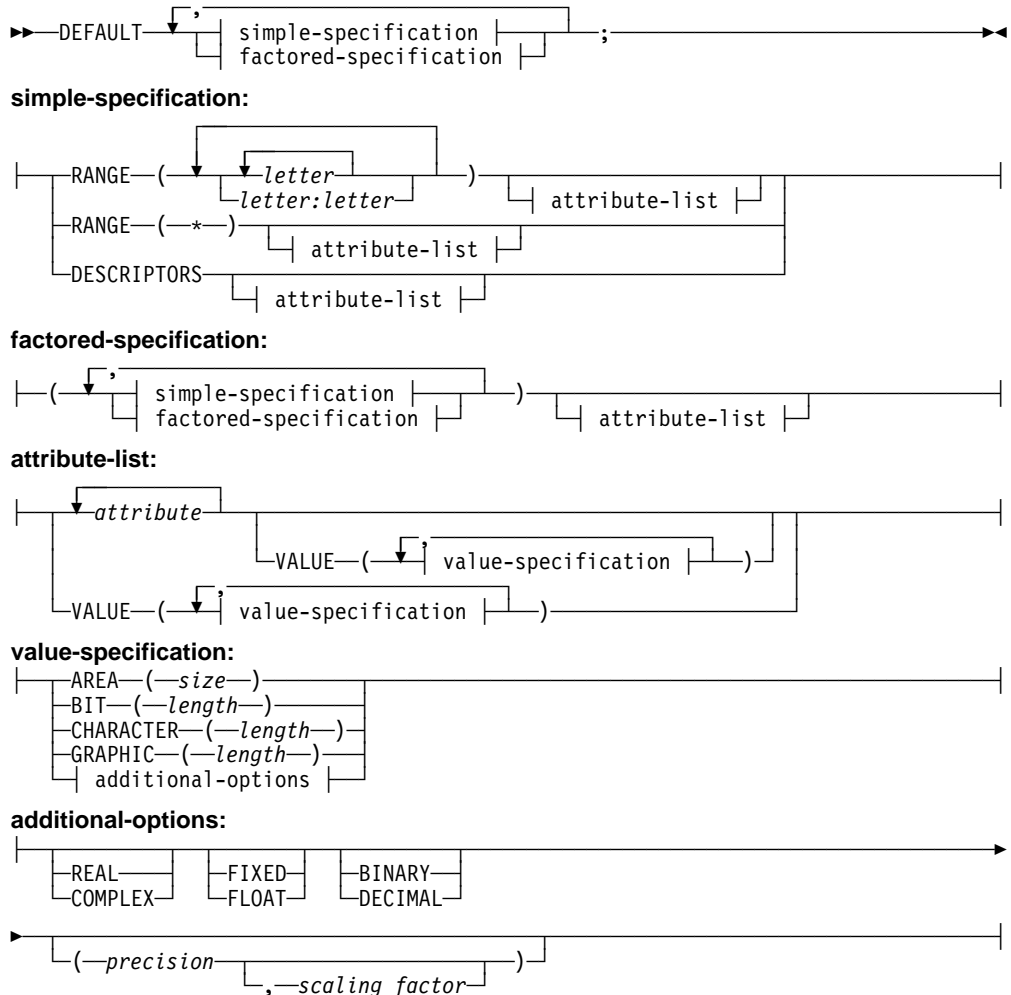 ,
DEFAULT simple-specification ;
factored-specification
simple-specification:
RANGE ( letter ) attribute-list
letter:letter
RANGE ( * ) attribute-list
DESCRIPTORS attribute-list
factored-specification:
,
( simple-specification ) attribute-list
factored-specification
attribute-list:
attribute
,
VALUE ( value-specification )
,
VALUE ( value-specification )
value-specification:
AREA ( size )
BIT ( length )
CHARACTER ( length )
GRAPHIC ( length )
additional-options
additional-options:
REAL FIXED BINARY
COMPLEX FLOAT DECIMAL
( precision )
, scaling factor